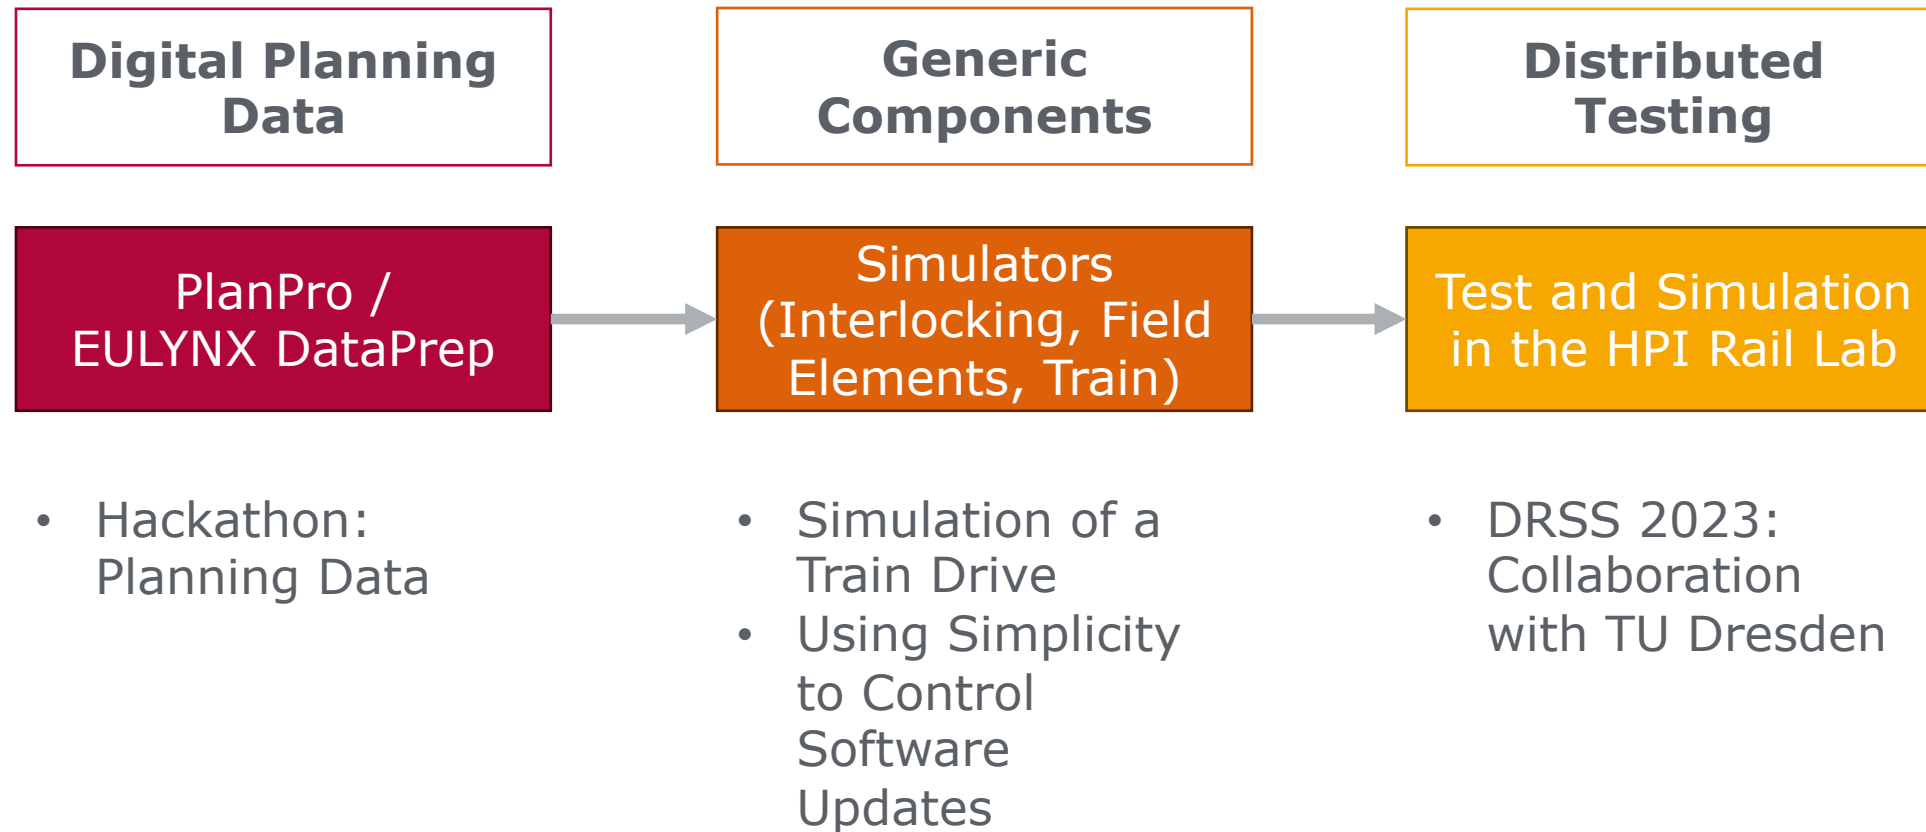 Digital Planning
Data
Generic
Components
Distributed
Testing
PlanPro /
EULYNX DataPrep
Simulators
(Interlocking, Field
Elements, Train)
Test and Simulation
in the HPI Rail Lab
• Hackathon:
Planning Data
• Simulation of a
Train Drive
• Using Simplicity
to Control
Software
Updates
• DRSS 2023:
Collaboration
with TU Dresden